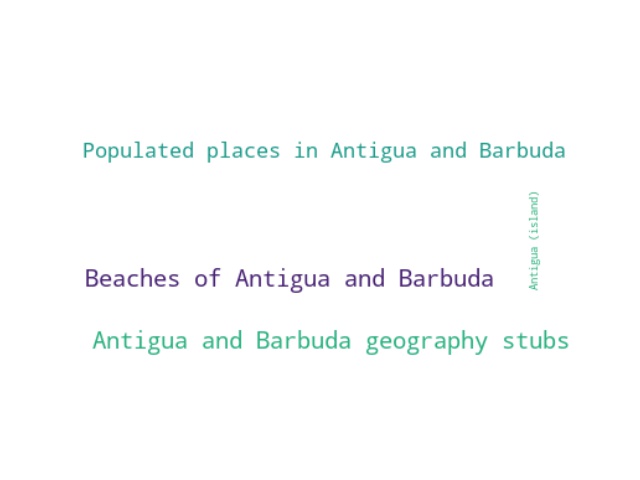 Populated places in Antigua and Barbuda
Antigua (island)
Beaches of Antigua and Barbuda
Antigua and Barbuda geography stubs